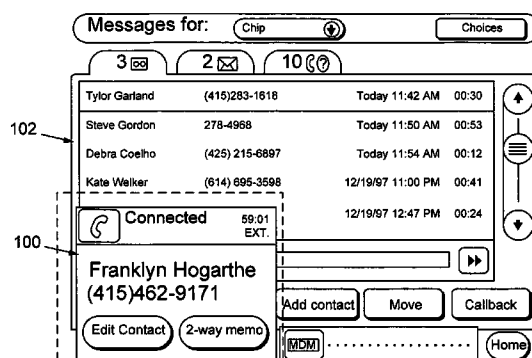 Messages for: Chip Choices
3 2 10
Tylor Garland (415)283-1618 Today 11:42 AM 00:30
Steve Gordon 278-4968 Today 11:50 AM 00:53
102
Debra Coelho (425) 215-6897 Today 11:54 AM 00:12
Kate Welker (614) 695-3598 12/19/97 11:00 PM 00:41
12/19/97 12:47 PM 00:24
Connected 59:01
EXT.
100
Franklyn Hogarthe
(415)462-9171
Add contact Move Callback
Edit Contact 2-way memo
MDM Home